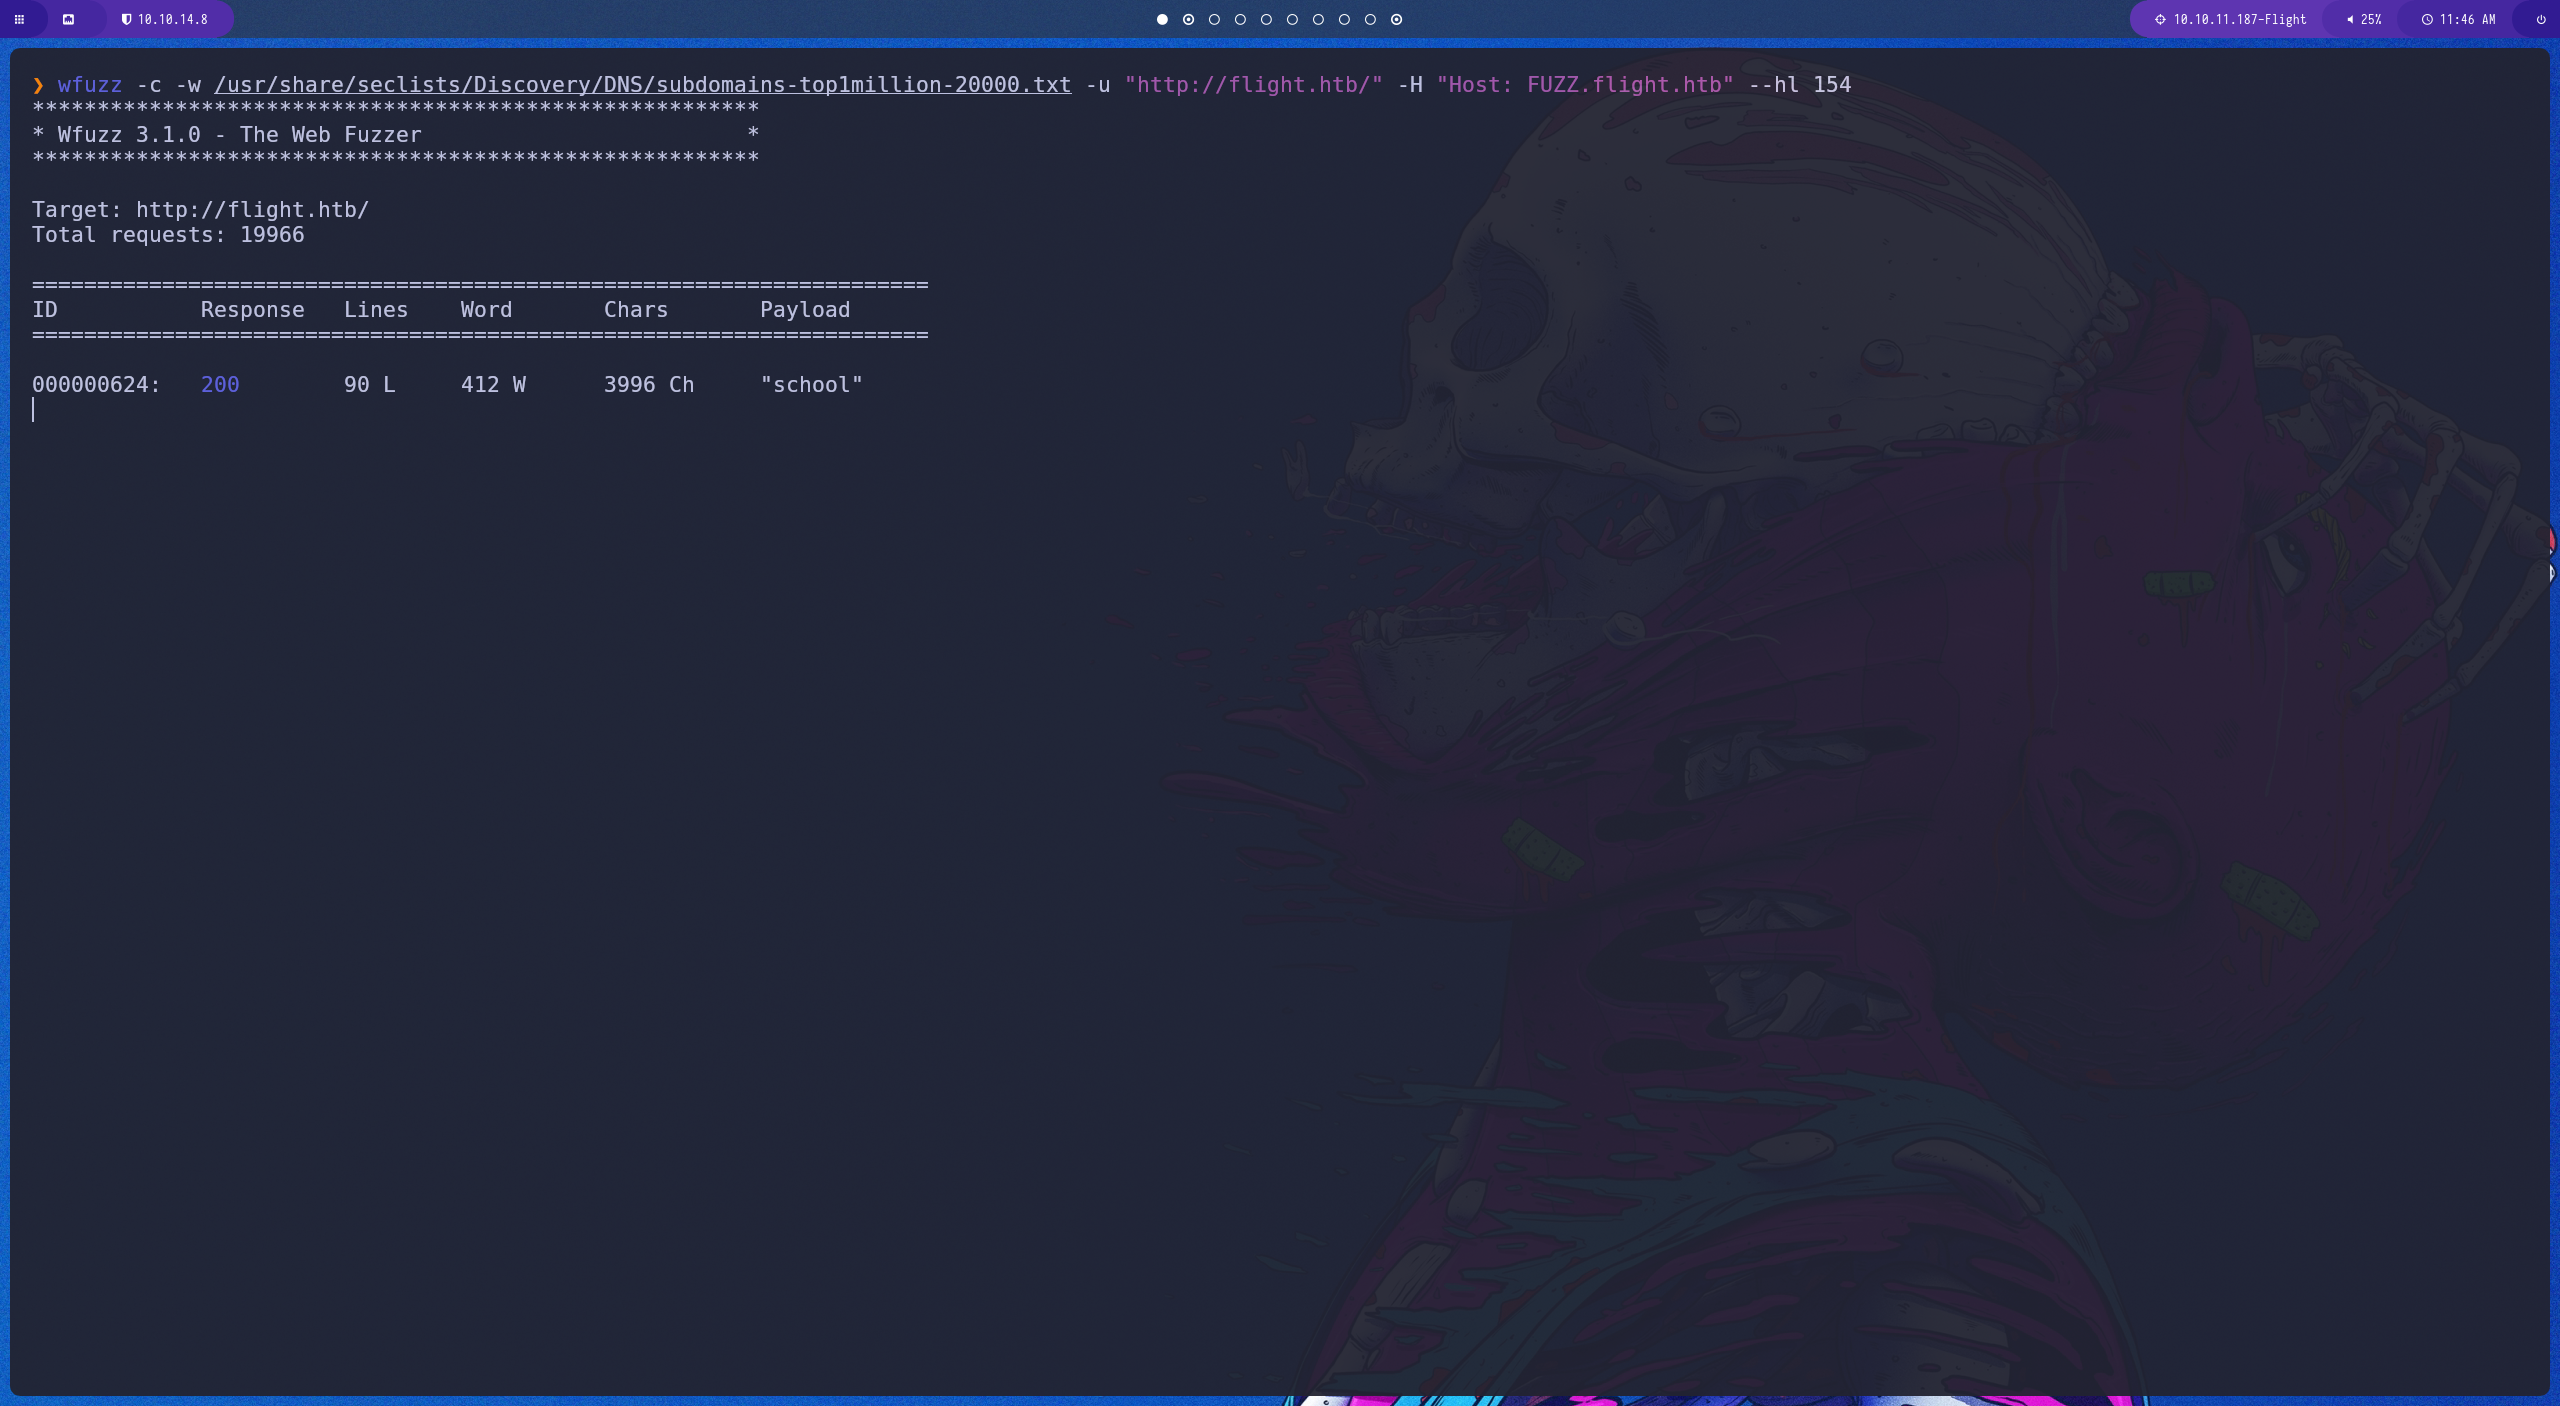 10.10.14.8
10.10.11.187-Flight 25% 11:46 AM
❯ wfuzz -c -w /usr/share/seclists/Discovery/DNS/subdomains-top1million-20000.txt -u "http://flight.htb/" -H "Host: FUZZ.flight.htb" --hl 154
********************************************************
* Wfuzz 3.1.0 - The Web Fuzzer                         *
********************************************************
Target: http://flight.htb/
Total requests: 19966
=====================================================================
ID           Response   Lines    Word       Chars       Payload
=====================================================================
000000624:   200        90 L     412 W      3996 Ch     "school"